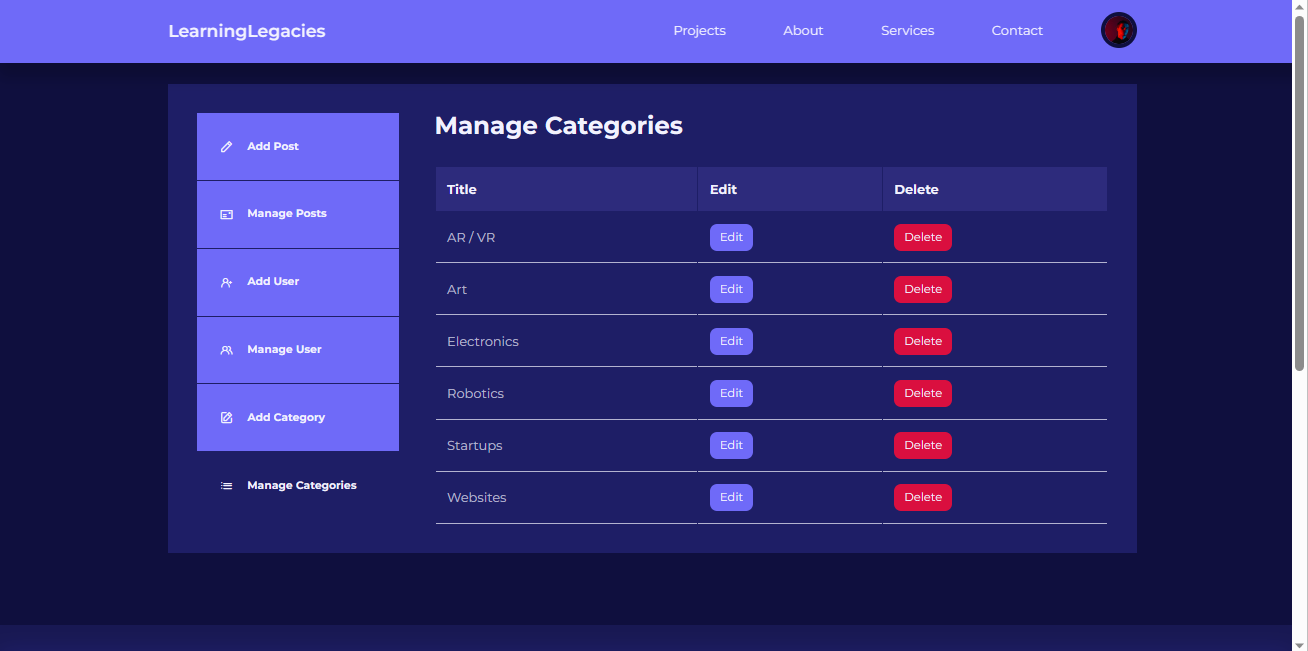 LearningLegacies
Projects About Services Contact
Add Post
Manage Posts
Add User
Manage User
Add Category
Manage Categories
Manage Categories
Title Edit Delete
AR / VR Edit Delete
Art Edit Delete
Electronics Edit Delete
Robotics Edit Delete
Startups Edit Delete
Websites Edit Delete